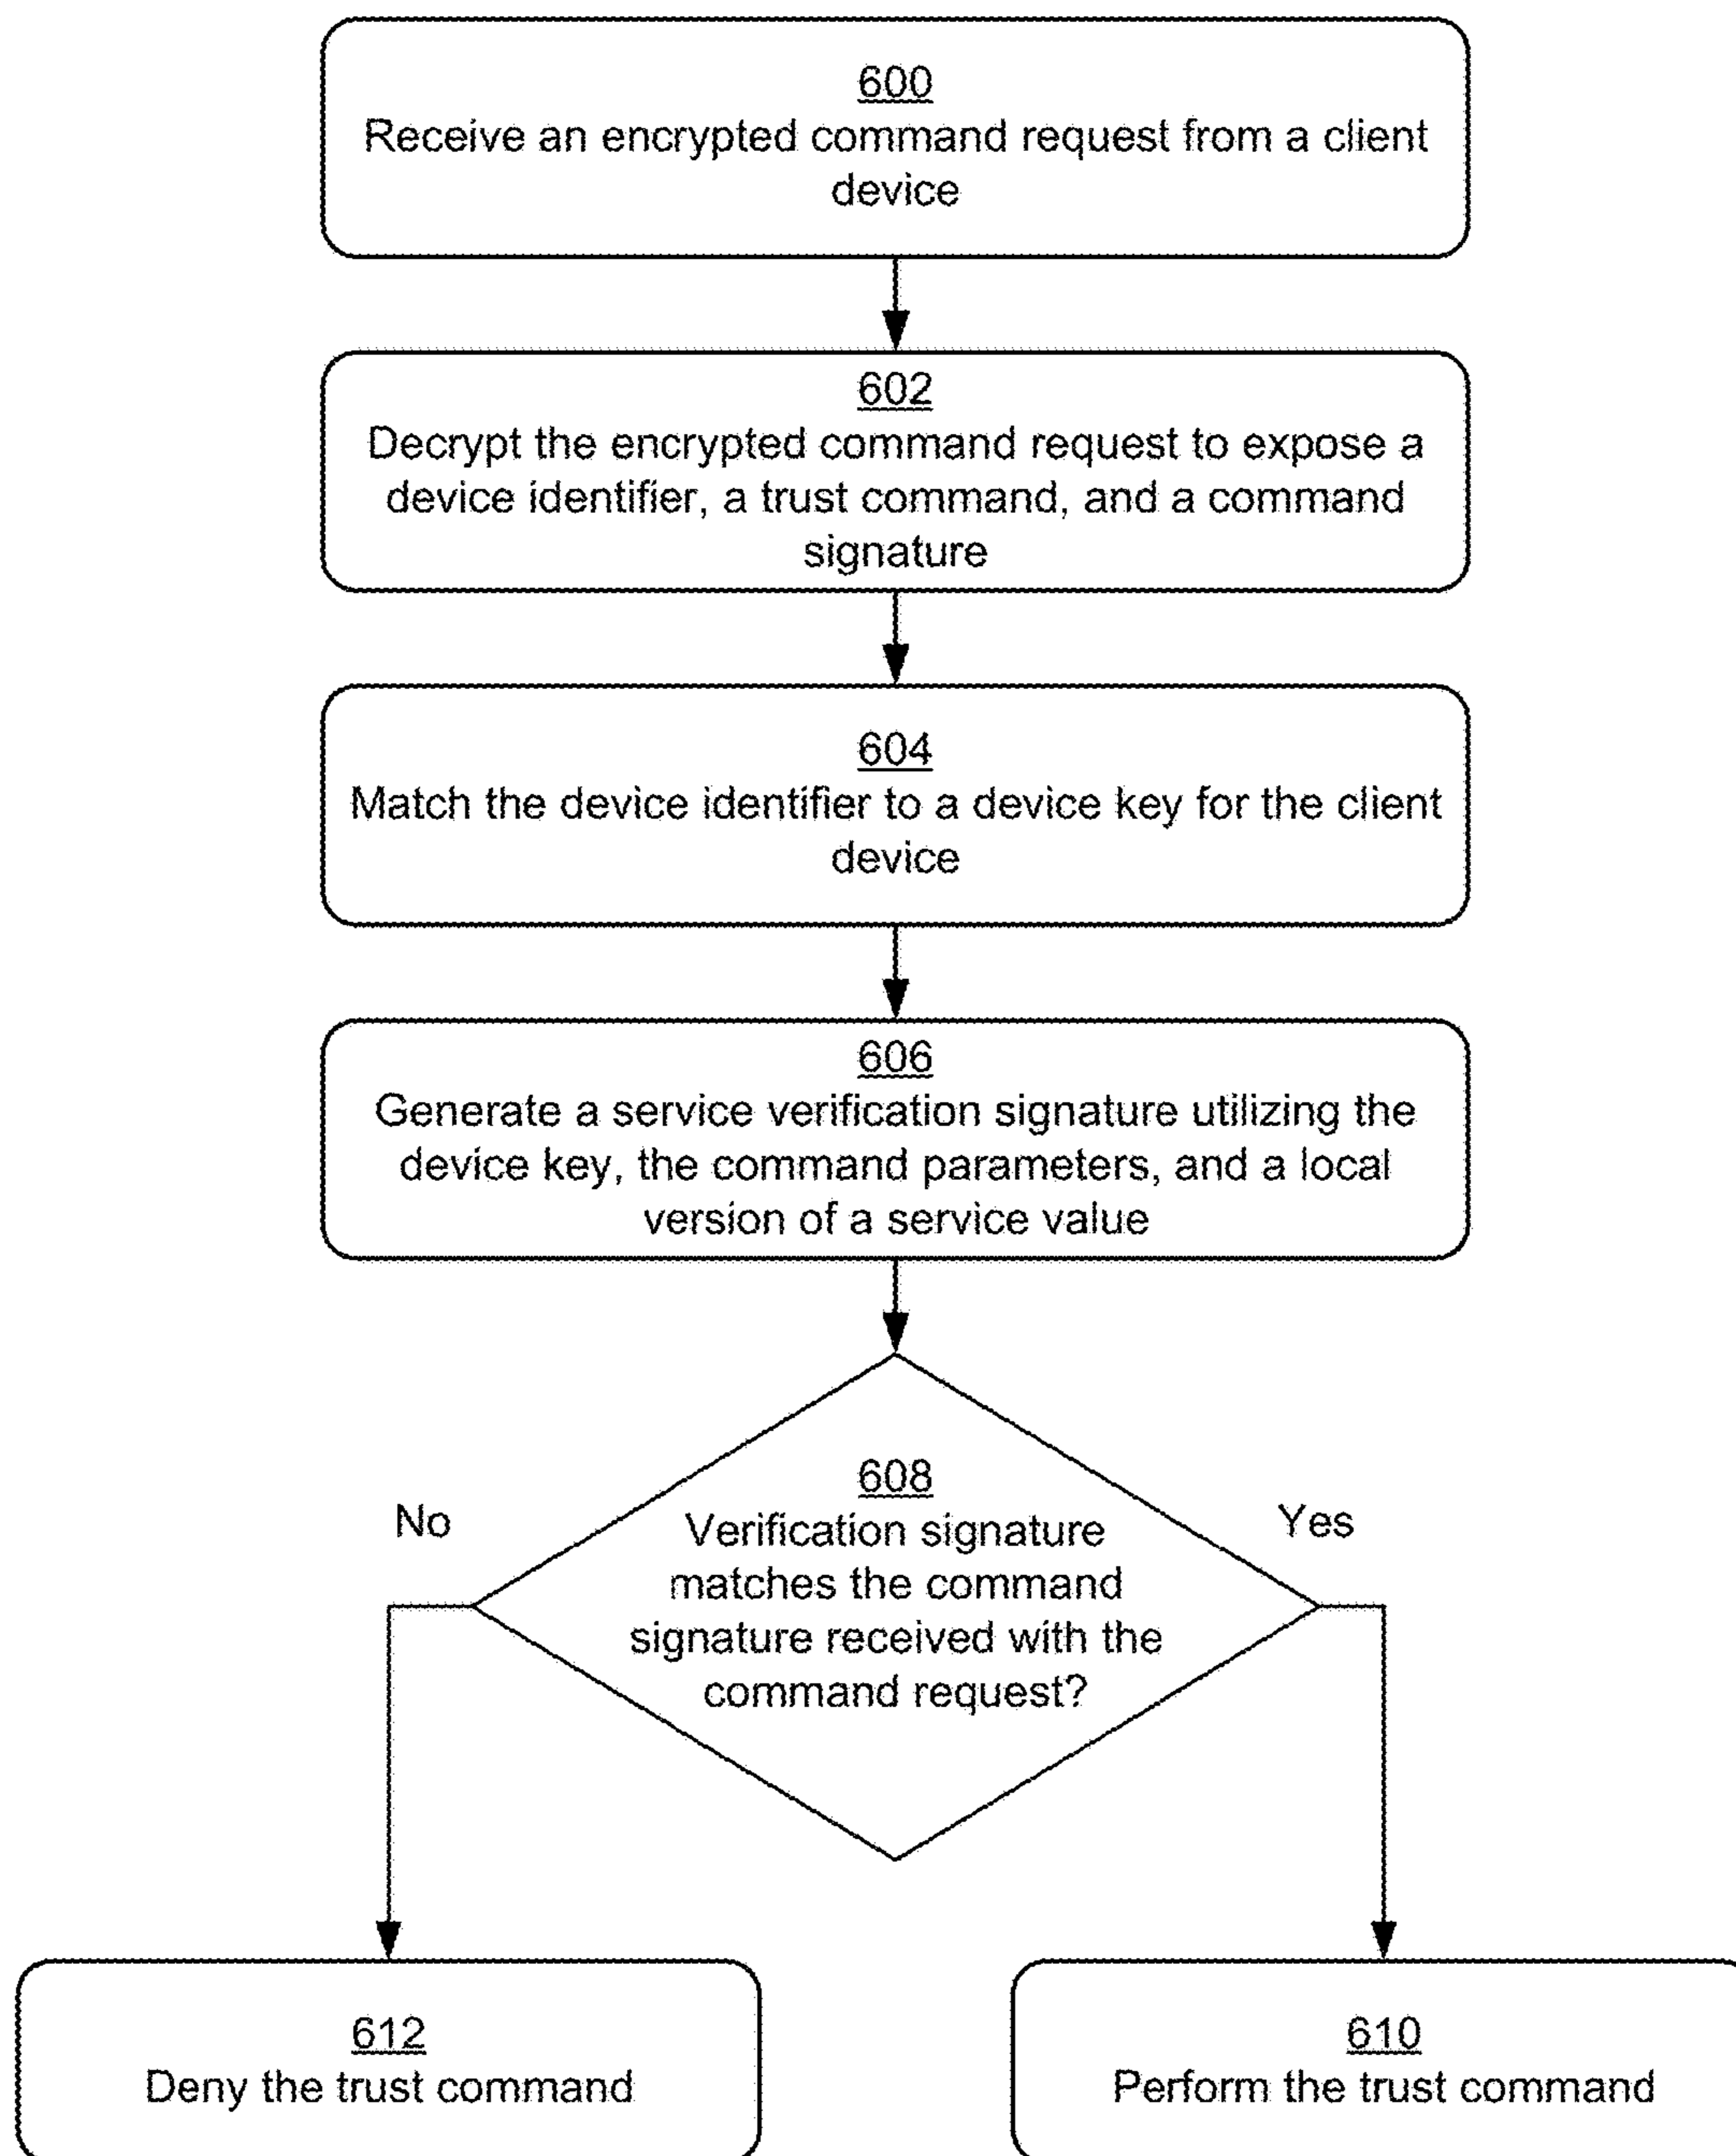 600
Receive an encrypted command request from a client
device
602
Decrypt the encrypted command request to expose a
device identifier, a trust command, and a command
signature
604
Match the device identifier to a device key for the client
device
606
Generate a service verification signature utilizing the
device key, the command parameters, and a local
version of a service value
608
Verification signature
matches the command
signature received with the
command request?
No
Yes
612
Deny the trust command
610
Perform the trust command